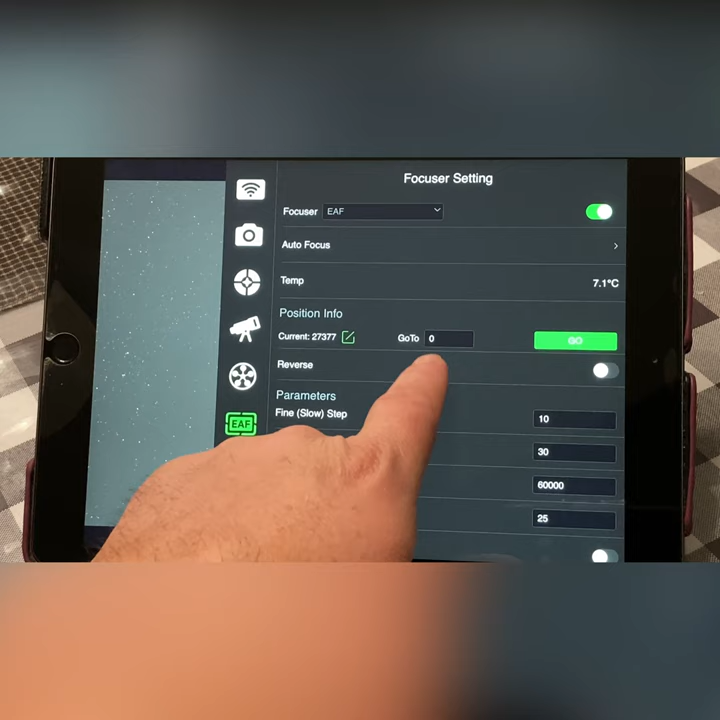 Focuser Setting
Focuser EAF
Auto Focus >
Temp 7.1°C
Position Info
Current: 27377 GoTo 0 GO
Reverse
Parameters
EAF
Fine (Slow) Step 10
30
60000
25